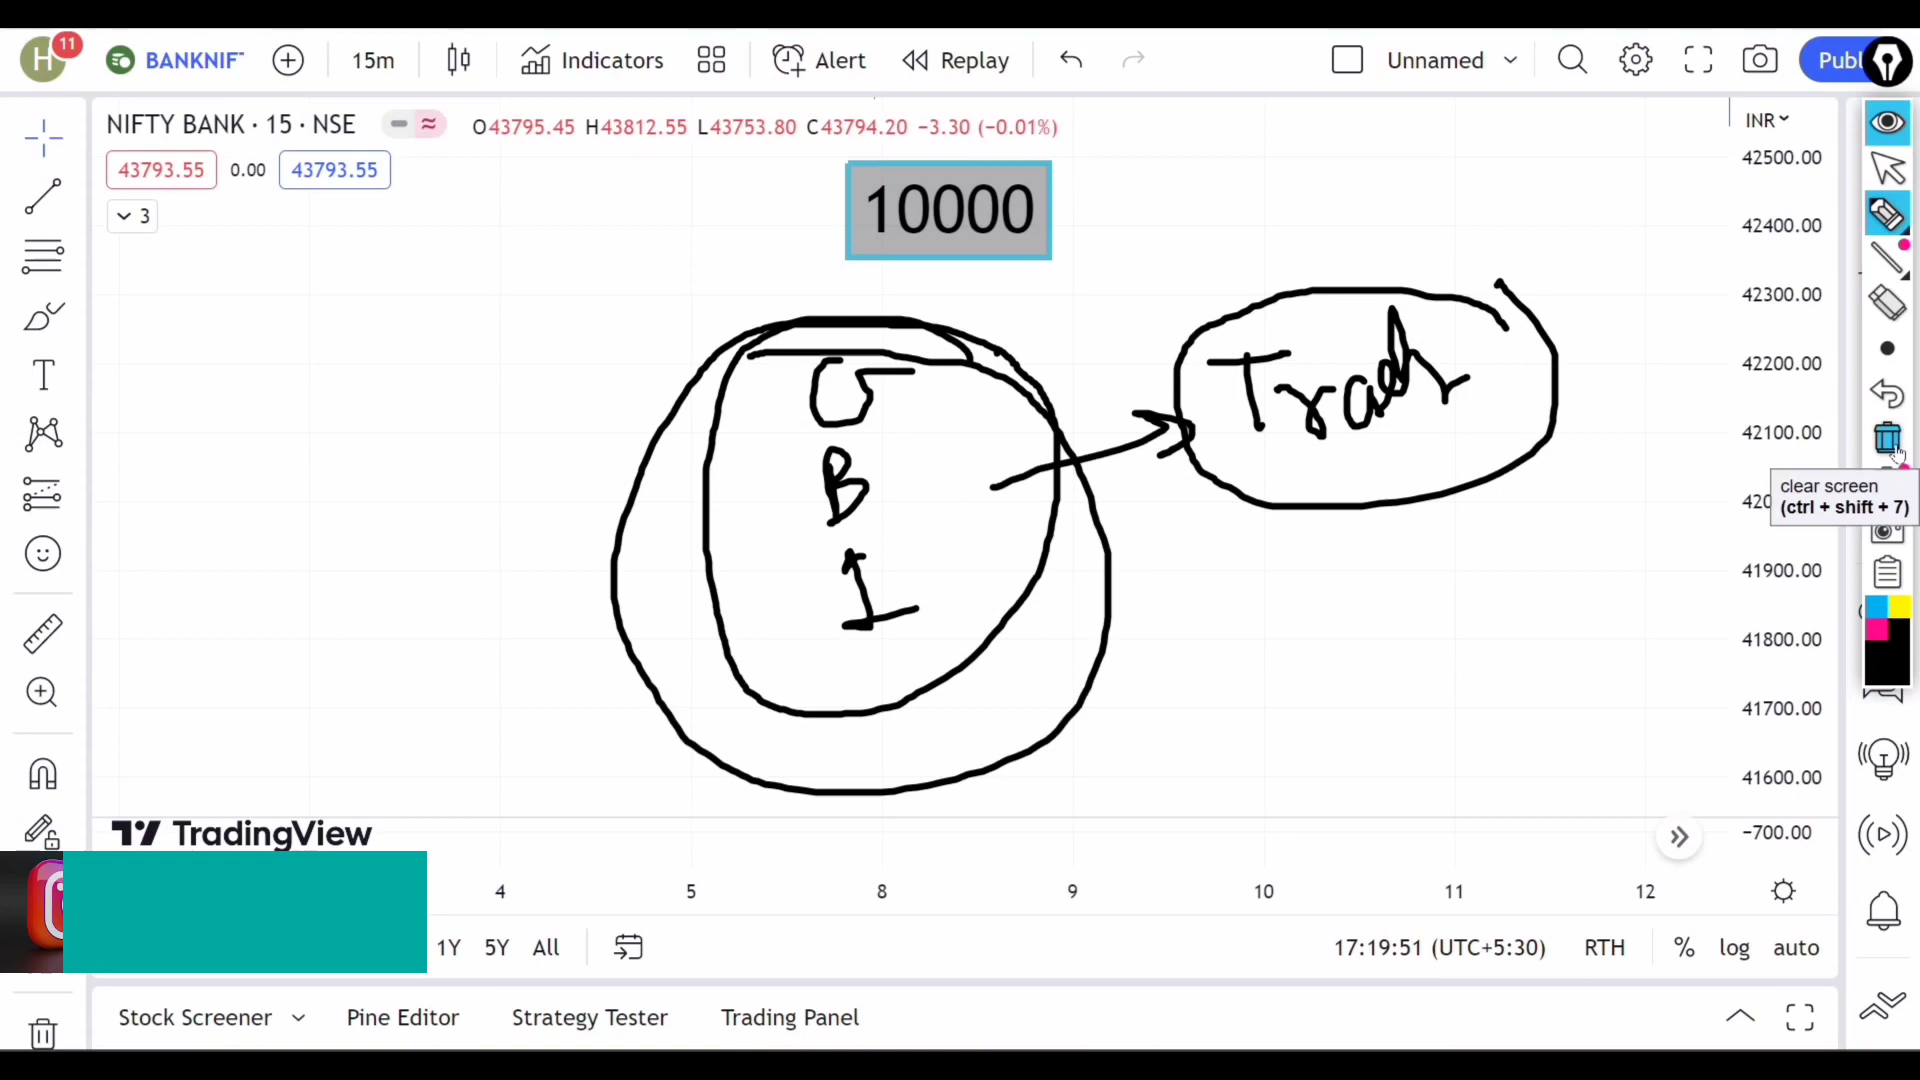 H 11 BANKNIF 15m Indicators Alert Replay Unnamed Publ
NIFTY BANK · 15 · NSE O43795.45 H43812.55 L43753.80 C43794.20 −3.30 (−0.01%) INR
43793.55 0.00 43793.55
3
10000
42500.00
42400.00
42300.00
42200.00
42100.00
420
41900.00
41800.00
41700.00
41600.00
−700.00
B
I
clear screen
(ctrl + shift + 7)
TradingView
4 5 8 9 10 11 12
1Y 5Y All 17:19:51 (UTC+5:30) RTH % log auto
Stock Screener Pine Editor Strategy Tester Trading Panel